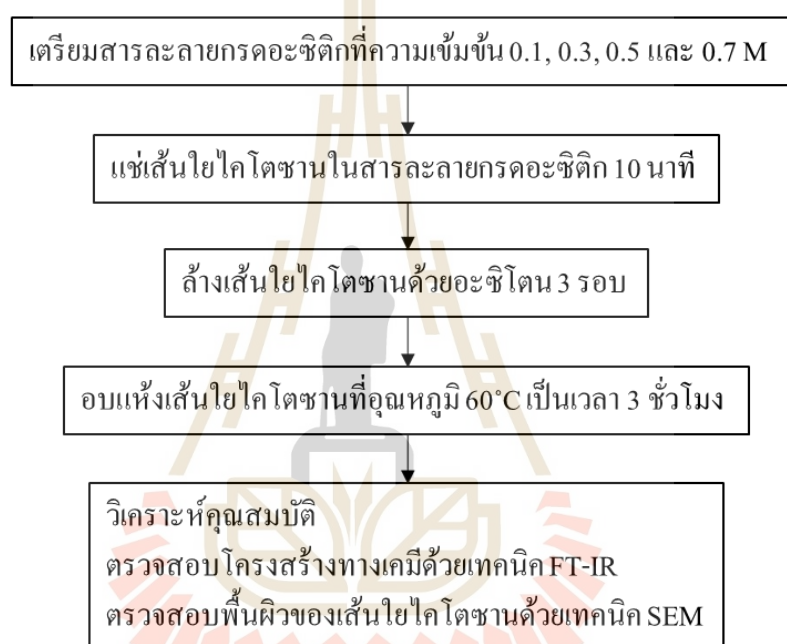 เตรียมสารละลายกรดอะซิติกที่ความเข้มข้น 0.1, 0.3, 0.5 และ 0.7 M
แช่เส้นใยไคโตซานในสารละลายกรดอะซิติก 10 นาที
ล้างเส้นใยไคโตซานด้วยอะซิโตน 3 รอบ
อบแห้งเส้นใยไคโตซานที่อุณหภูมิ 60°C เป็นเวลา 3 ชั่วโมง
วิเคราะห์คุณสมบัติ
ตรวจสอบโครงสร้างทางเคมีด้วยเทคนิค FT-IR
ตรวจสอบพื้นผิวของเส้นใยไคโตซานด้วยเทคนิค SEM